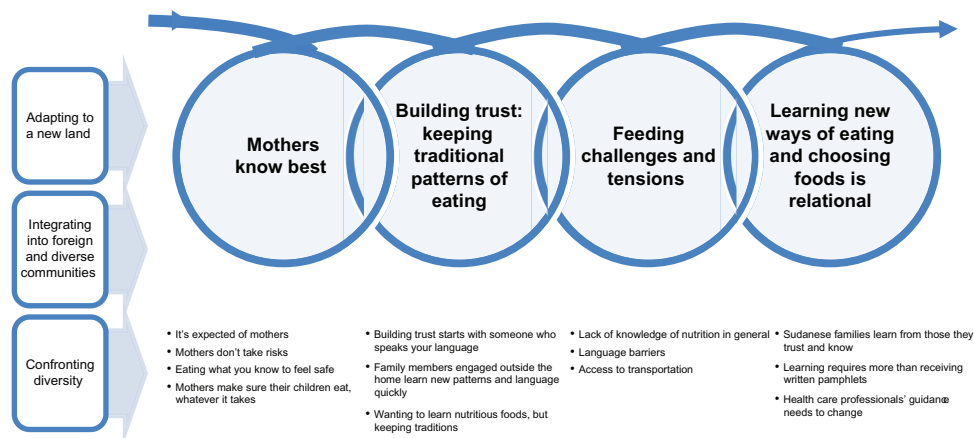 Adapting to
a new land
Integrating
into foreign
and diverse
communities
Confronting
diversity
Mothers
know best
Building trust:
keeping
traditional
patterns of
eating
Feeding
challenges and
tensions
Learning new
ways of eating
and choosing
foods is
relational
• It's expected of mothers
• Mothers don't take risks
• Eating what you know to feel safe
• Mothers make sure their children eat,
whatever it takes
• Building trust starts with someone who
speaks your language
• Family members engaged outside the
home learn new patterns and language
quickly
• Wanting to learn nutritious foods, but
keeping traditions
• Lack of knowledge of nutrition in general
• Language barriers
• Access to transportation
• Sudanese families learn from those they
trust and know
• Learning requires more than receiving
written pamphlets
• Health care professionals' guidance
needs to change